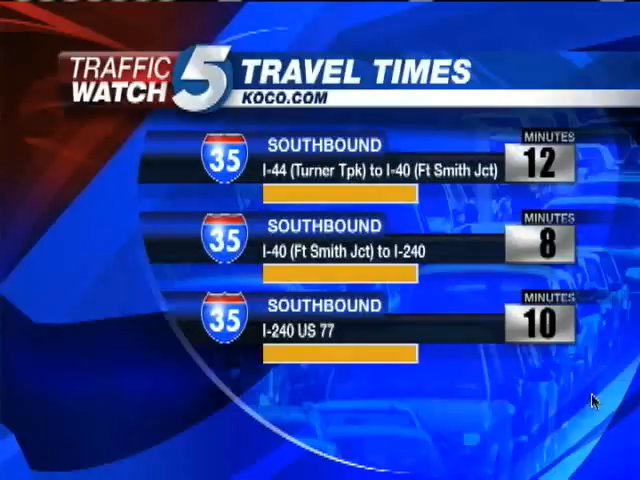 TRAFFIC
WATCH
5
TRAVEL TIMES
KOCO.COM
35
SOUTHBOUND
I-44 (Turner Tpk) to I-40 (Ft Smith Jct)
MINUTES
12
35
SOUTHBOUND
I-40 (Ft Smith Jct) to I-240
MINUTES
8
35
SOUTHBOUND
I-240 US 77
MINUTES
10